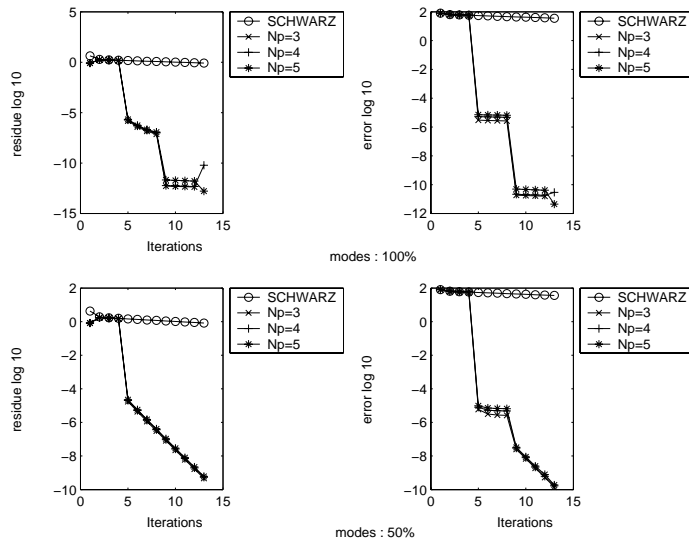 5
0
−5
−10
−15
0
5
10
15
residue log 10
Iterations
SCHWARZ
Np=3
Np=4
Np=5
2
0
−2
−4
−6
−8
−10
−12
0
5
10
15
error log 10
SCHWARZ
Np=3
Np=4
Np=5
modes : 100%
2
0
−2
−4
−6
−8
−10
0
5
10
15
residue log 10
Iterations
SCHWARZ
Np=3
Np=4
Np=5
2
0
−2
−4
−6
−8
−10
0
5
10
15
error log 10
Iterations
SCHWARZ
Np=3
Np=4
Np=5
modes : 50%